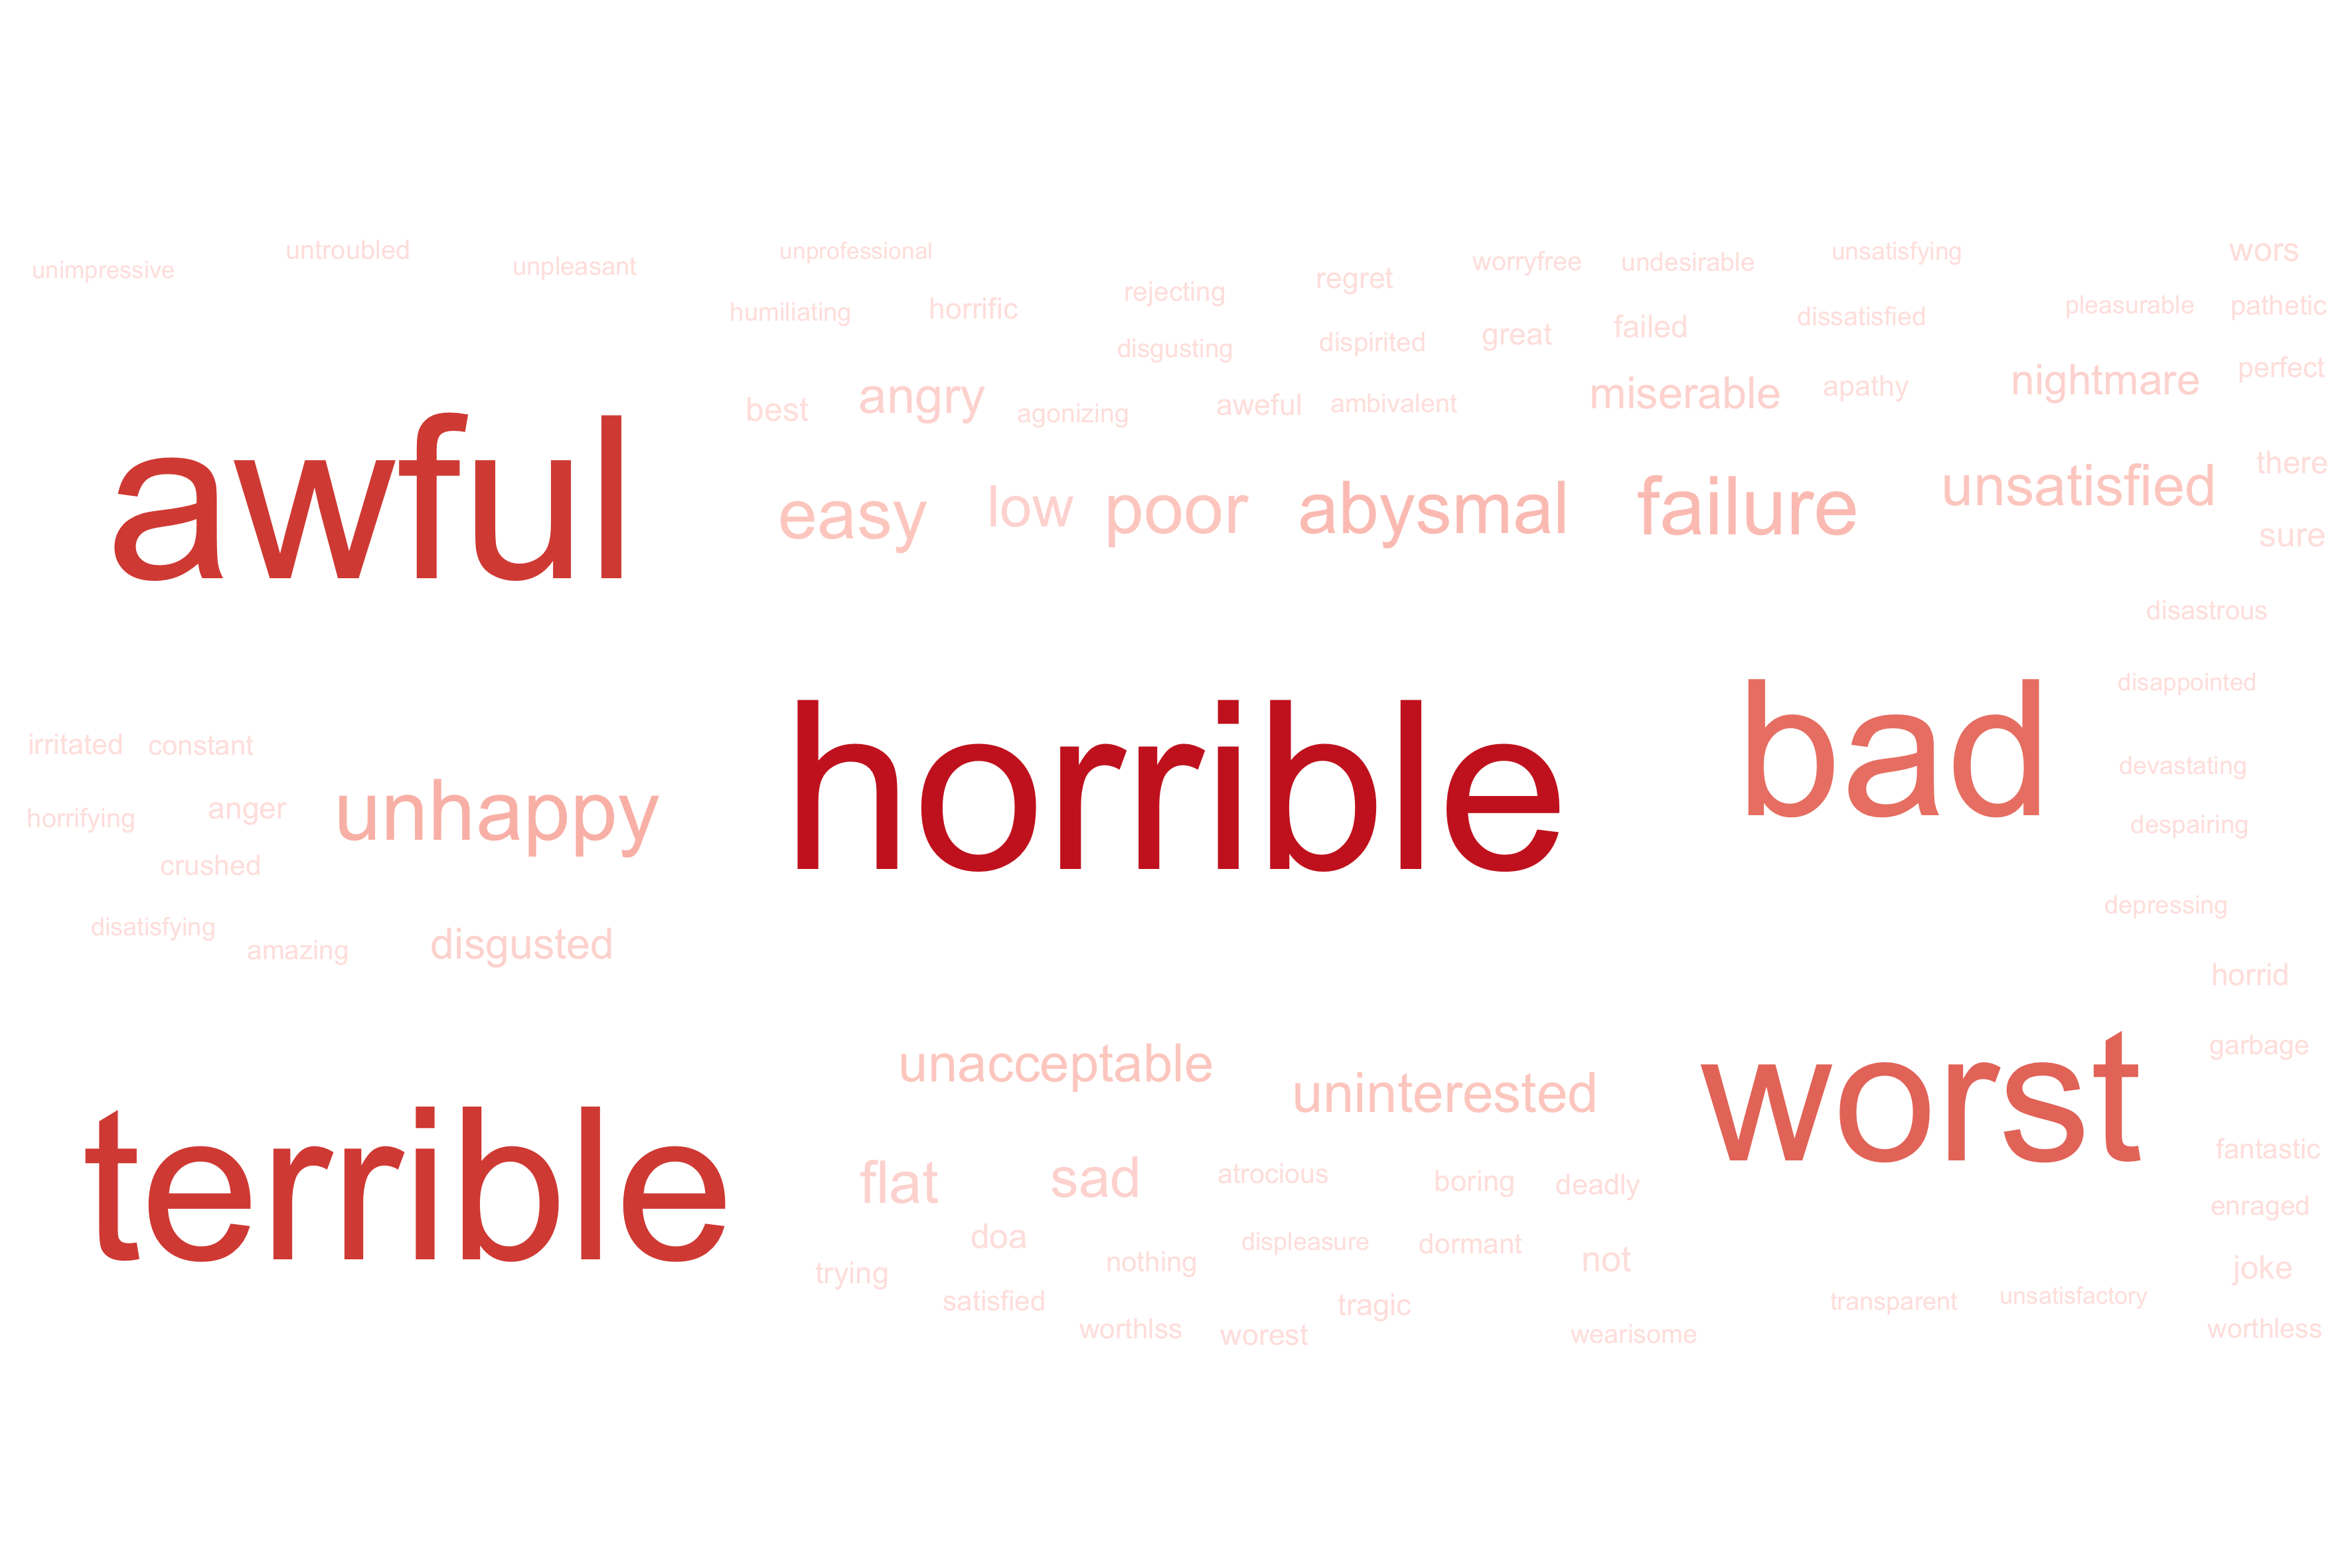 untroubled
unprofessional
unsatisfying
wors
unimpressive
unpleasant
worryfree
undesirable
regret
rejecting
humiliating
horrific
dissatisfied
pleasurable
pathetic
disgusting
dispirited
great
failed
best
angry
agonizing
aweful
ambivalent
miserable
apathy
nightmare
perfect
awful
easy
low
poor
abysmal
failure
unsatisfied
there
sure
disastrous
disappointed
irritated
constant
horrible
bad
devastating
horrifying
anger
unhappy
despairing
crushed
disatisfying
amazing
disgusted
depressing
horrid
unacceptable
uninterested
worst
garbage
terrible
flat
sad
atrocious
boring
deadly
fantastic
doa
nothing
displeasure
dormant
not
enraged
trying
satisfied
tragic
transparent
unsatisfactory
joke
worthlss
worest
wearisome
worthless